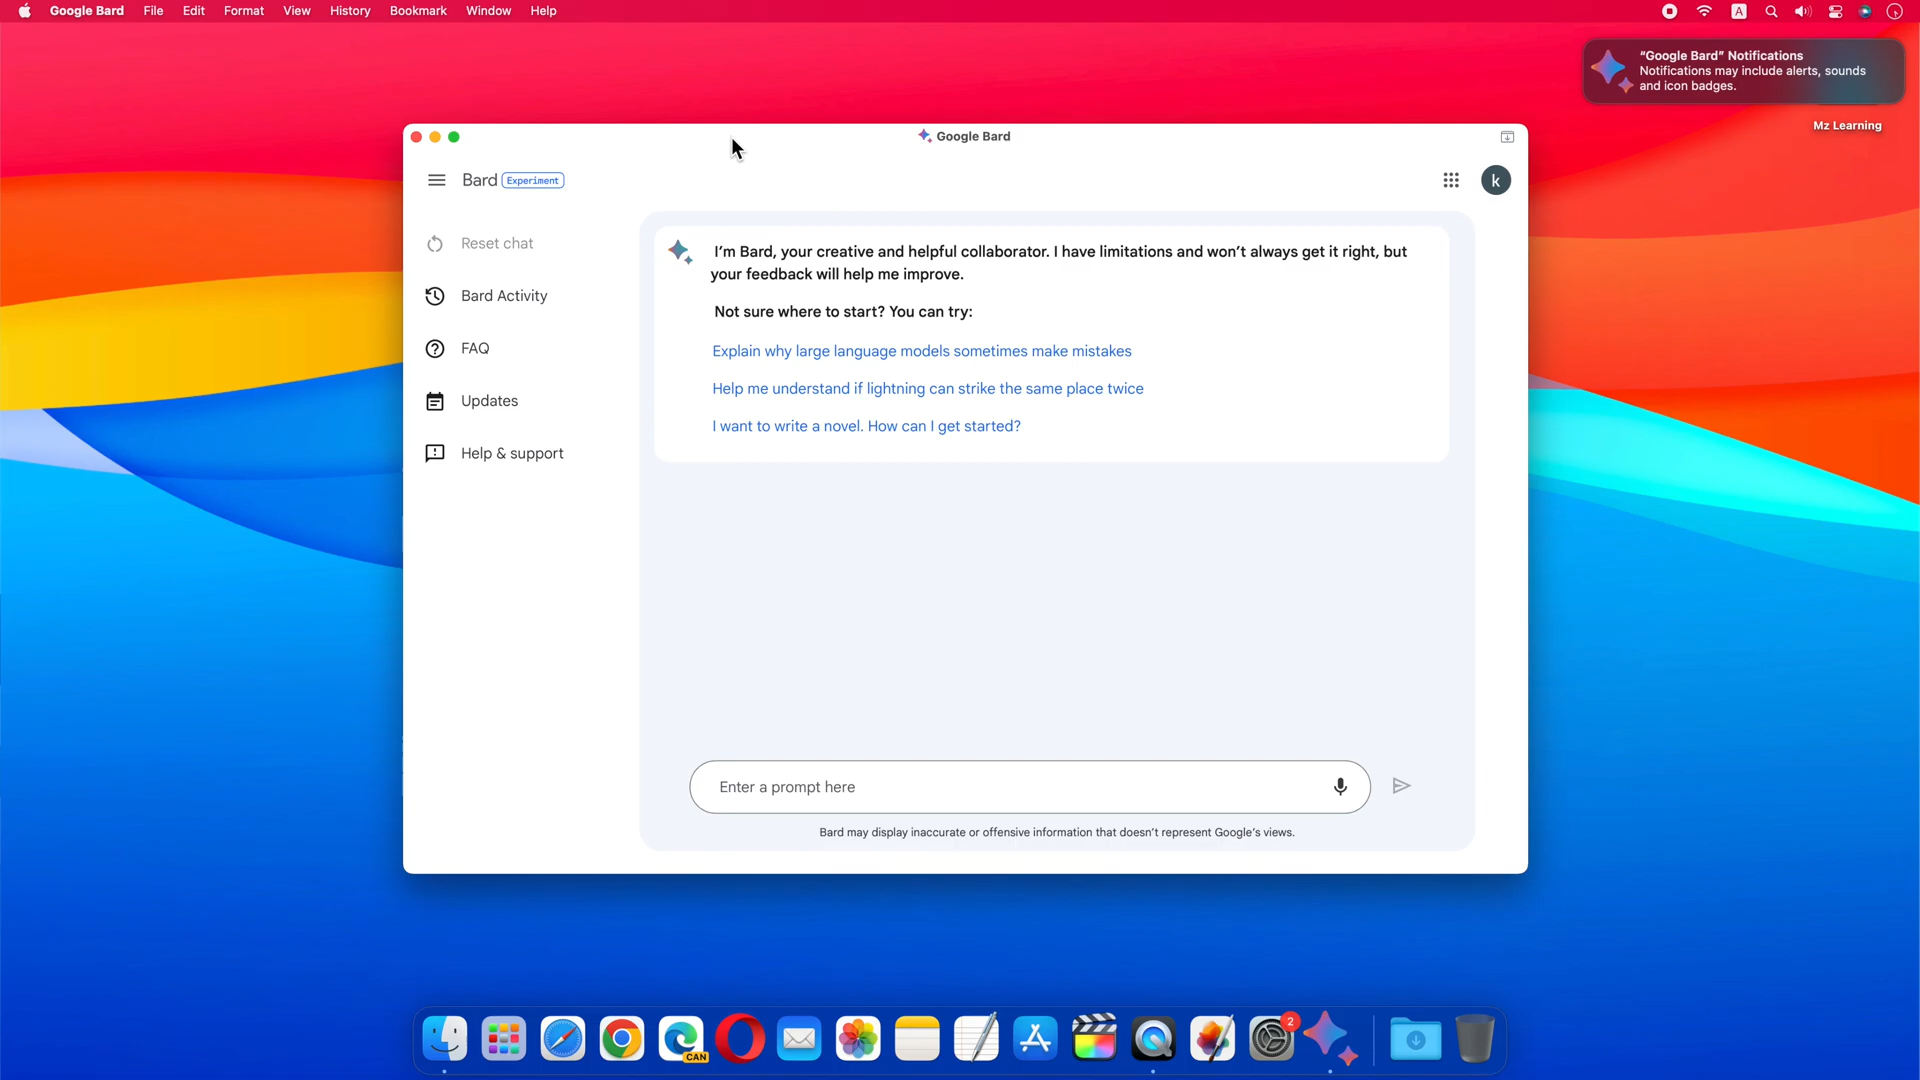 Google Bard File Edit Format View History Bookmark Window Help
A
"Google Bard" Notifications
Notifications may include alerts, sounds
and icon badges.
Mz Learning
Google Bard
Bard Experiment
k
Reset chat
Bard Activity
FAQ
Updates
Help & support
I'm Bard, your creative and helpful collaborator. I have limitations and won't always get it right, but
your feedback will help me improve.
Not sure where to start? You can try:
Explain why large language models sometimes make mistakes
Help me understand if lightning can strike the same place twice
I want to write a novel. How can I get started?
Enter a prompt here
Bard may display inaccurate or offensive information that doesn't represent Google's views.
CAN
2